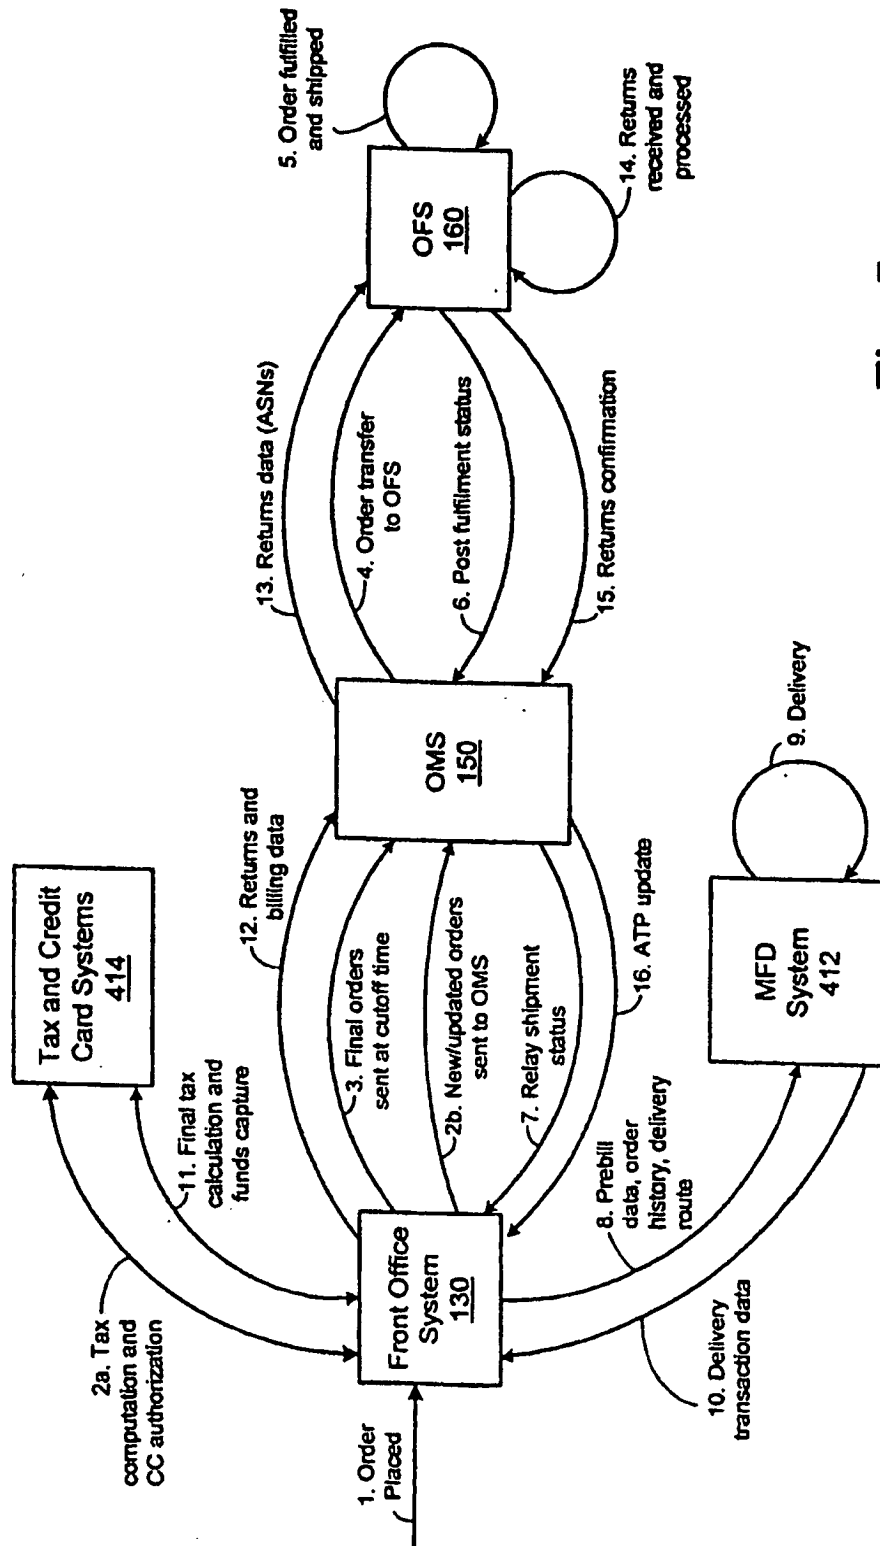 1. Order
Placed
2a. Tax
computation and
CC authorization
11. Final tax
calculation and
funds capture
Tax and Credit
Card Systems
414
Front Office
System
130
12. Returns and
billing data
3. Final orders
sent at cutoff time
2b. New/updated orders
sent to OMS
7. Relay shipment
status
16. ATP update
8. Prebill
data, order
history, delivery
route
10. Delivery
transaction data
MFD
System
412
9. Delivery
OMS
150
13. Returns data (ASNs)
4. Order transfer
to OFS
6. Post fulfilment status
15. Returns confirmation
OFS
160
5. Order fulfilled
and shipped
14. Returns
received and
processed